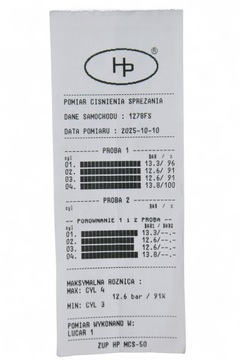 Hp ®
POMIAR CISNIENIA SPREZANIA
DANE SAMOCHODU : 1278FS
DATA POMIARU : 2025-10-10
PROBA 1
cyl BAR / %
01. 13.3/ 96
02. 12.6/ 91
03. 12.6/ 91
04. 13.8/100
PROBA 2
POROWNANIE 1 i 2 PROBA
cyl BAR1 / BAR2
01. 13.3/--.-
02. 12.6/--.-
03. 12.6/--.-
04. 13.8/--.-
MAKSYMALNA ROZNICA :
MAX: CYL 4
12.6 bar / 91%
MIN: CYL 3
POMIAR WYKONANO W:
LUCAR 1
ZUP HP MCS-50